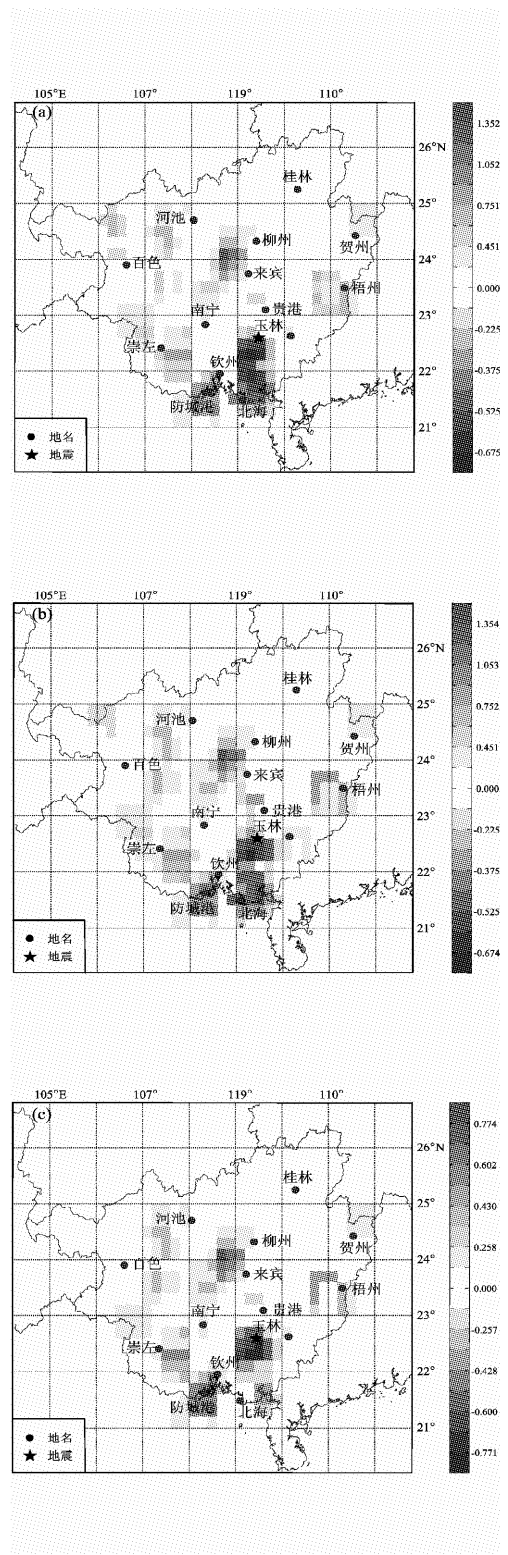 105°E 107° 119° 110°
(a)
1.352
26°N
桂林
1.052
25°
河池
0.751
柳州
贺州
24°
百色
来宾
0.451
梧州
0.000
南宁
贵港
23°
玉林
-0.225
崇左
钦州
22°
-0.375
防城港
北海
-0.575
地名
21°
地震
-0.675
105°E 107° 119° 110°
(b)
1.354
26°N
桂林
1.053
25°
河池
0.752
柳州
贺州
24°
百色
来宾
0.451
梧州
0.000
南宁
贵港
23°
玉林
-0.225
崇左
钦州
22°
-0.375
防城港
北海
-0.525
地名
21°
地震
-0.674
105°E 107° 119° 110°
(c)
0.774
26°N
桂林
0.602
25°
河池
0.430
柳州
贺州
24°
百色
来宾
0.258
梧州
0.000
南宁
贵港
23°
玉林
-0.257
崇左
钦州
22°
-0.428
防城港
北海
-0.600
地名
21°
地震
-0.771